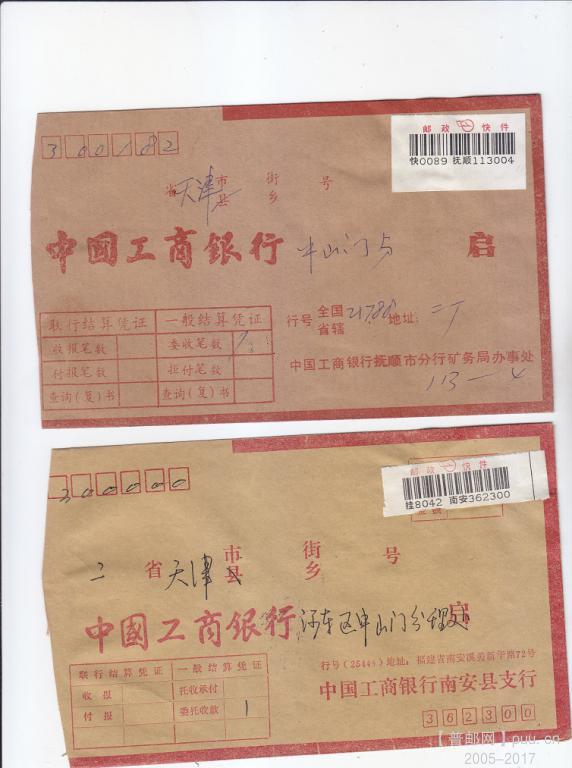 邮政 快件
快0089 抚顺113004
300182
省 天津 市 县 街 乡 号
中國工商銀行 中山门 启
联行结算凭证 一般结算凭证
收报笔数 委收笔数
付报笔数 拒付笔数
查询(复)书 查询(复)书
行号 全国 省辖 地址:
中国工商银行抚顺市分行矿务局办事处
邮政 快件
挂8042 南安362300
300000
省 天津 市 县 街 乡 号
中國工商銀行 河东区中山门分理处 启
联行结算凭证 一般结算凭证
收报 托收承付
付报 委托收款 1
行号(25448)地址:福建省南安溪美新华路72号
中国工商银行南安县支行
362300
【普邮网】puu.cn
2005-2017